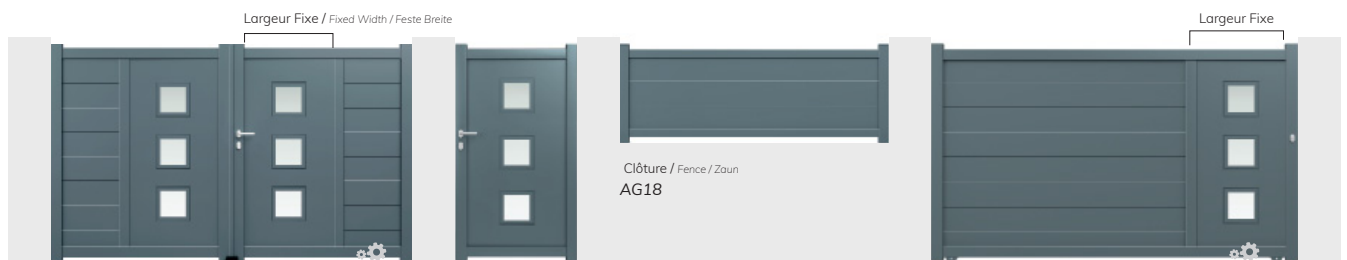 Largeur Fixe / Fixed Width / Feste Breite
Largeur Fixe
Clôture / Fence / Zaun
AG18